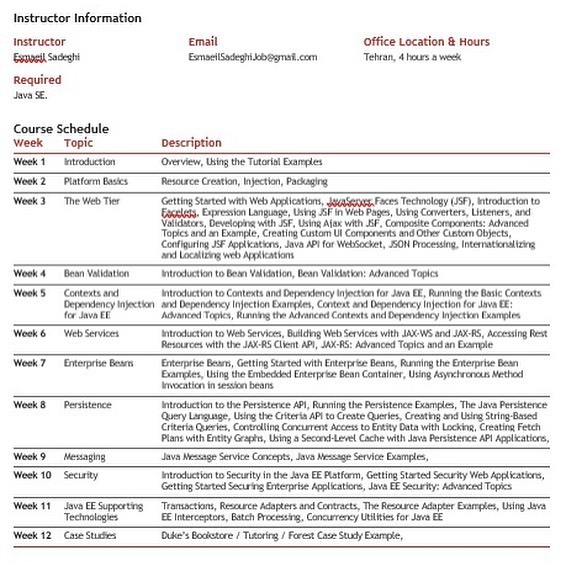 Instructor Information
Instructor Email Office Location & Hours
Esmaeil Sadeghi EsmaeilSadeghiJob@gmail.com Tehran, 4 hours a week
Required
Java SE.
Course Schedule
Week Topic Description
Week 1 Introduction Overview, Using the Tutorial Examples
Week 2 Platform Basics Resource Creation, Injection, Packaging
Week 3 The Web Tier Getting Started with Web Applications, JavaServer Faces Technology (JSF), Introduction to
Facelets, Expression Language, Using JSF in Web Pages, Using Converters, Listeners, and
Validators, Developing with JSF, Using Ajax with JSF, Composite Components: Advanced
Topics and an Example, Creating Custom UI Components and Other Custom Objects,
Configuring JSF Applications, Java API for WebSocket, JSON Processing, Internationalizing
and Localizing web Applications
Week 4 Bean Validation Introduction to Bean Validation, Bean Validation: Advanced Topics
Week 5 Contexts and Introduction to Contexts and Dependency Injection for Java EE, Running the Basic Contexts
Dependency Injection and Dependency Injection Examples, Context and Dependency Injection for Java EE:
for Java EE Advanced Topics, Running the Advanced Contexts and Dependency Injection Examples
Week 6 Web Services Introduction to Web Services, Building Web Services with JAX-WS and JAX-RS, Accessing Rest
Resources with the JAX-RS Client API, JAX-RS: Advanced Topics and an Example
Week 7 Enterprise Beans Enterprise Beans, Getting Started with Enterprise Beans, Running the Enterprise Bean
Examples, Using the Embedded Enterprise Bean Container, Using Asynchronous Method
Invocation in session beans
Week 8 Persistence Introduction to the Persistence API, Running the Persistence Examples, The Java Persistence
Query Language, Using the Criteria API to Create Queries, Creating and Using String-Based
Criteria Queries, Controlling Concurrent Access to Entity Data with Locking, Creating Fetch
Plans with Entity Graphs, Using a Second-Level Cache with Java Persistence API Applications,
Week 9 Messaging Java Message Service Concepts, Java Message Service Examples,
Week 10 Security Introduction to Security in the Java EE Platform, Getting Started Security Web Applications,
Getting Started Securing Enterprise Applications, Java EE Security: Advanced Topics
Week 11 Java EE Supporting Transactions, Resource Adapters and Contracts, The Resource Adapter Examples, Using Java
Technologies EE Interceptors, Batch Processing, Concurrency Utilities for Java EE
Week 12 Case Studies Duke's Bookstore / Tutoring / Forest Case Study Example,